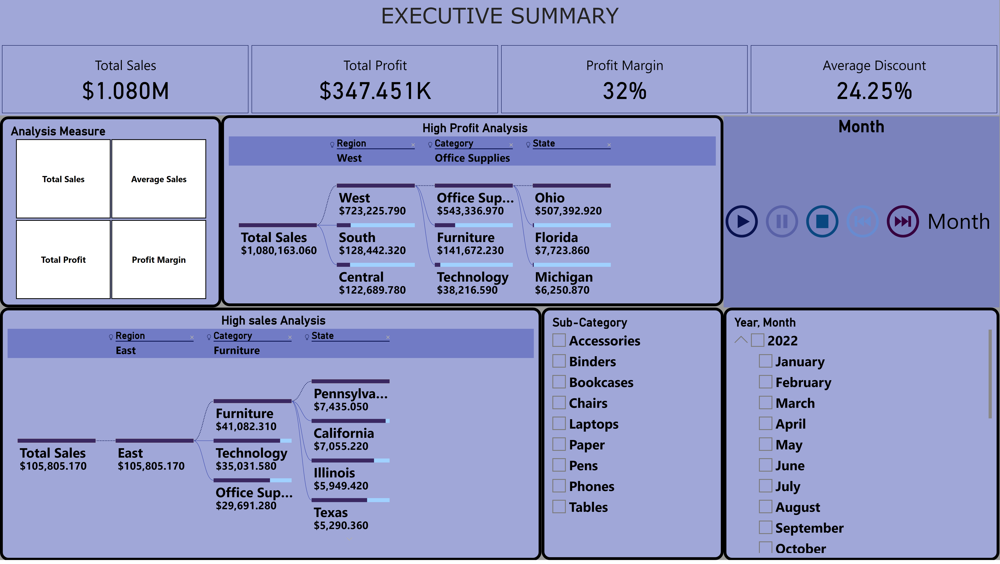 EXECUTIVE SUMMARY
Total Sales
$1.080M
Total Profit
$347.451K
Profit Margin
32%
Average Discount
24.25%
Analysis Measure
Total Sales
Average Sales
Total Profit
Profit Margin
High Profit Analysis
Region
West
Category
Office Supplies
State
Total Sales
$1,080,163.060
West
$723,225.790
South
$128,442.320
Central
$122,689.780
Office Sup...
$543,336.970
Furniture
$141,672.230
Technology
$38,216.590
Ohio
$507,392.920
Florida
$7,723.860
Michigan
$6,250.870
Month
Month
High sales Analysis
Region
East
Category
Furniture
State
Total Sales
$105,805.170
East
$105,805.170
Furniture
$41,082.310
Technology
$35,031.580
Office Sup...
$29,691.280
Pennsylva...
$7,435.050
California
$7,055.220
Illinois
$5,949.420
Texas
$5,290.360
Sub-Category
Accessories
Binders
Bookcases
Chairs
Laptops
Paper
Pens
Phones
Tables
Year, Month
2022
January
February
March
April
May
June
July
August
September
October